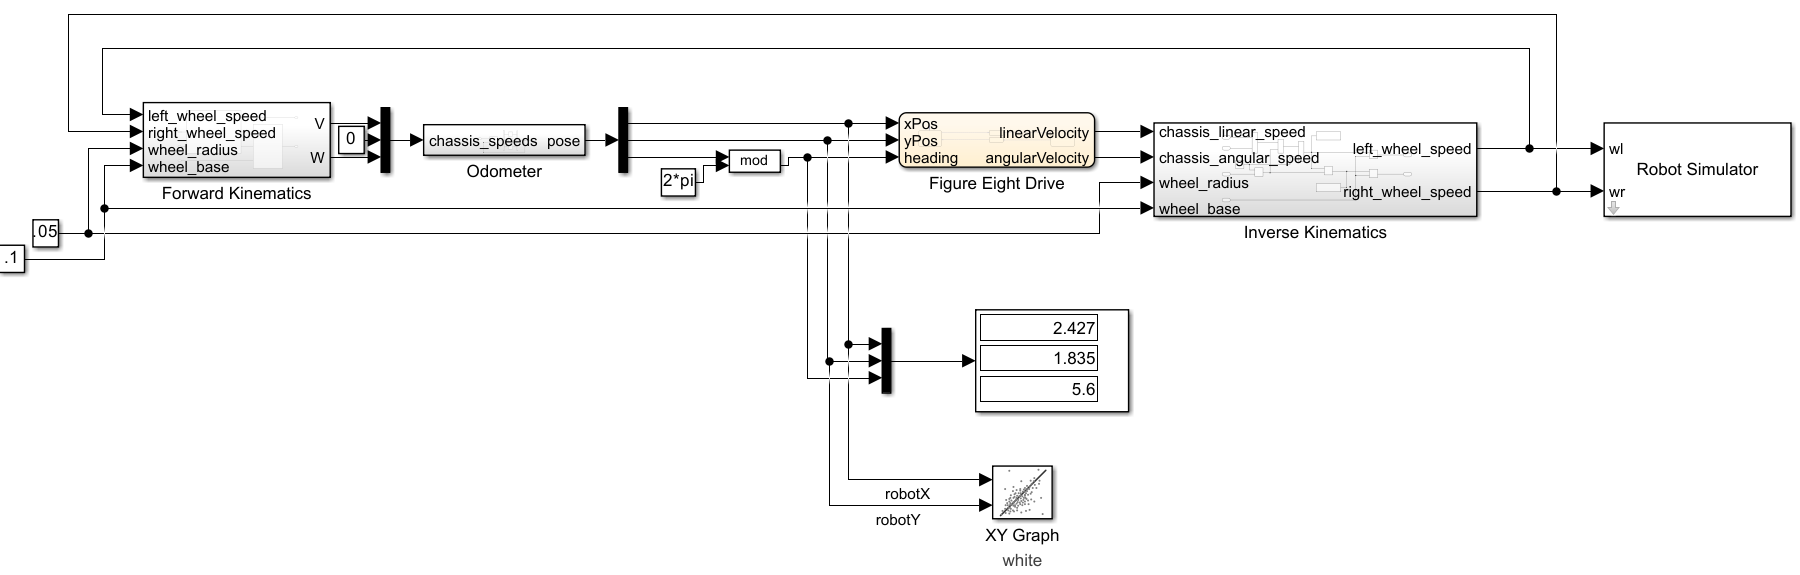 left_wheel_speed
right_wheel_speed
wheel_radius
wheel_base
V
W
Forward Kinematics
0
chassis_speeds pose
Odometer
2*pi
mod
xPos
yPos
heading
linearVelocity
angularVelocity
Figure Eight Drive
chassis_linear_speed
chassis_angular_speed
wheel_radius
wheel_base
left_wheel_speed
right_wheel_speed
Inverse Kinematics
wl
wr
Robot Simulator
.05
.1
2.427
1.835
5.6
robotX
robotY
XY Graph
white